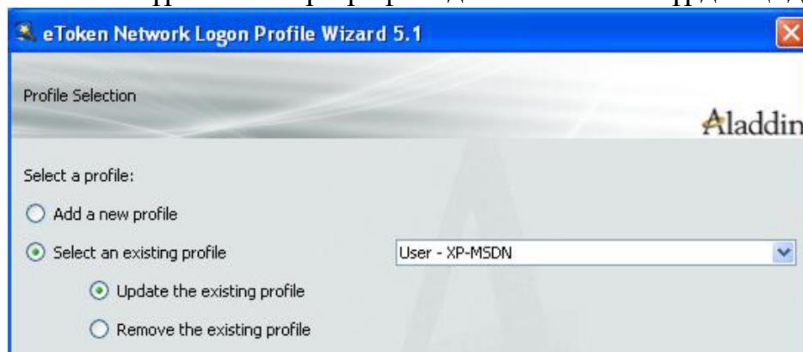 eToken Network Logon Profile Wizard 5.1
Profile Selection
Aladdin
Select a profile:
Add a new profile
Select an existing profile
User - XP-MSDN
Update the existing profile
Remove the existing profile